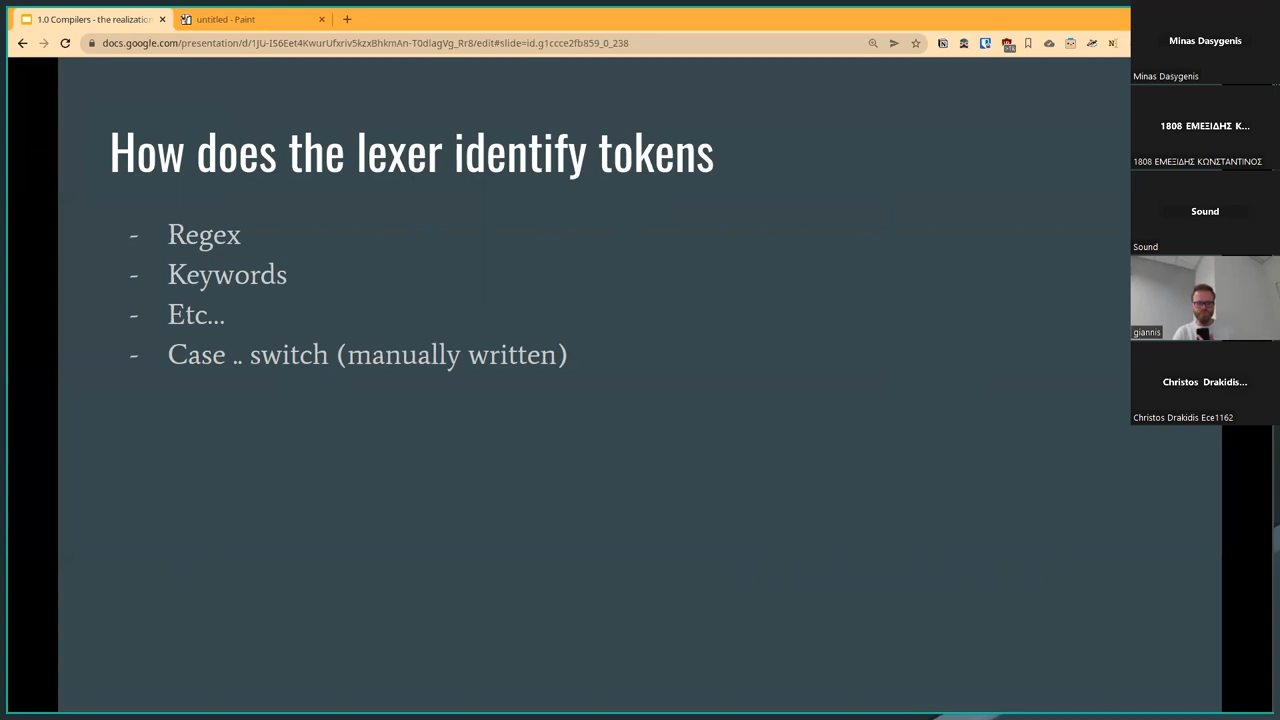 1.0 Compilers - the realization
untitled - Paint
docs.google.com/presentation/d/1JU-IS6Eet4KwurUfxriv5kzxBhkmAn-T0dlagVg_Rr8/edit#slide=id.g1ccce2fb859_0_238
How does the lexer identify tokens
- Regex
- Keywords
- Etc...
- Case .. switch (manually written)
Minas Dasygenis
Minas Dasygenis
1808 ΕΜΕΞΙΔΗΣ Κ...
1808 ΕΜΕΞΙΔΗΣ ΚΩΝΣΤΑΝΤΙΝΟΣ
Sound
Sound
giannis
Christos Drakidis...
Christos Drakidis Ece1162